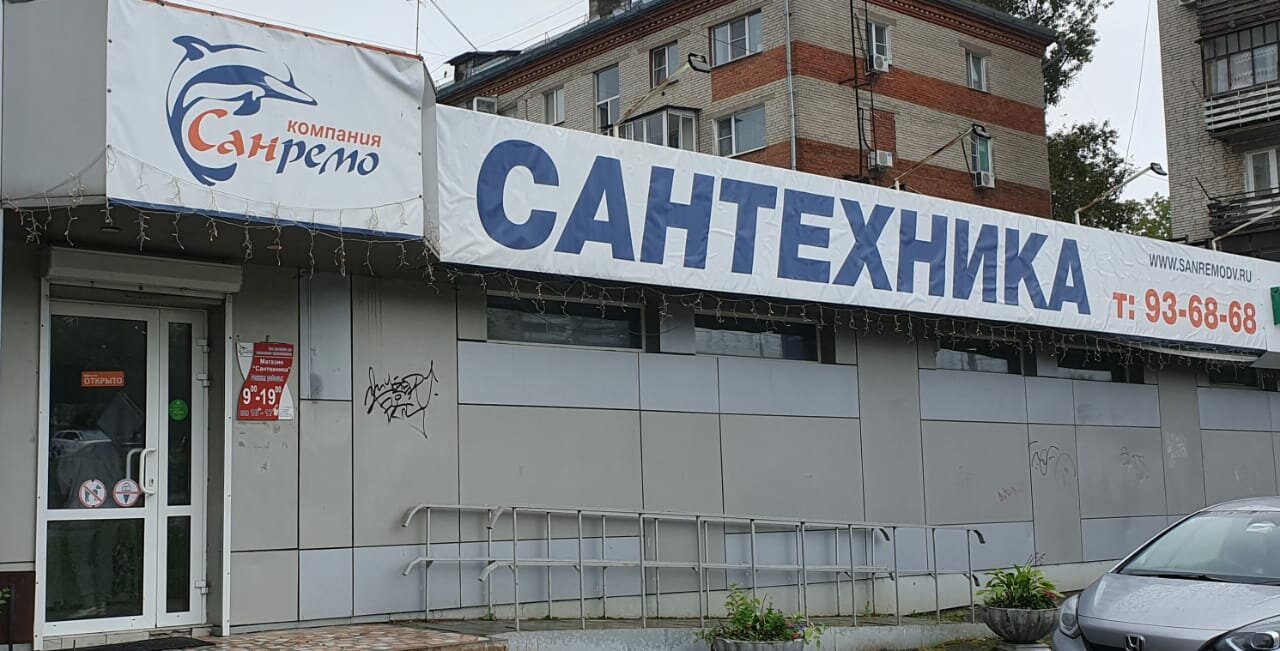 компания
Санремо
САНТЕХНИКА
WWW.SANREMODV.RU
т: 93-68-68
ОТКРЫТО
Магазин
"Сантехника"
9⁰⁰-19⁰⁰